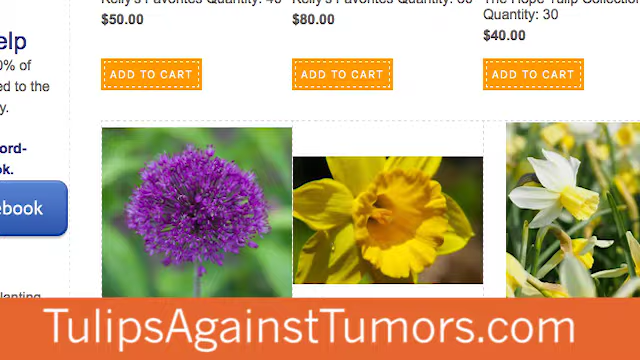 Kelly's Favorites Quantity: 40
Kelly's Favorites Quantity: 80
The Hope Tulip Collection
Quantity: 30
$50.00
$80.00
$40.00
ADD TO CART
ADD TO CART
ADD TO CART
elp
0% of
ed to the
y.
ord-
ok.
ebook
lanting
TulipsAgainstTumors.com